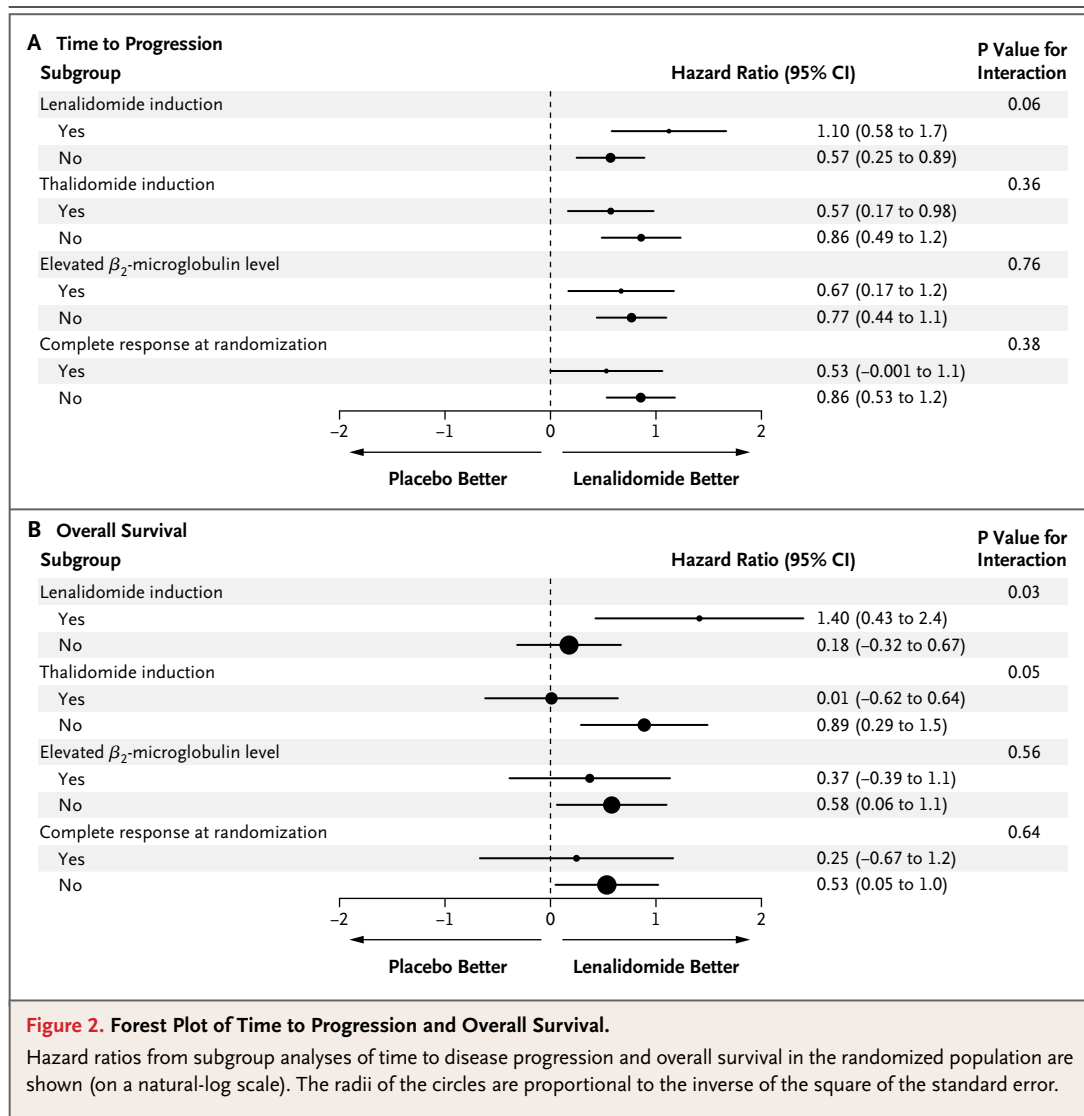 A Time to Progression
Subgroup Hazard Ratio (95% CI) P Value for Interaction
Lenalidomide induction 0.06
Yes 1.10 (0.58 to 1.7)
No 0.57 (0.25 to 0.89)
Thalidomide induction 0.36
Yes 0.57 (0.17 to 0.98)
No 0.86 (0.49 to 1.2)
Elevated β₂-microglobulin level 0.76
Yes 0.67 (0.17 to 1.2)
No 0.77 (0.44 to 1.1)
Complete response at randomization 0.38
Yes 0.53 (–0.001 to 1.1)
No 0.86 (0.53 to 1.2)
–2 –1 0 1 2
Placebo Better Lenalidomide Better
B Overall Survival
Subgroup Hazard Ratio (95% CI) P Value for Interaction
Lenalidomide induction 0.03
Yes 1.40 (0.43 to 2.4)
No 0.18 (–0.32 to 0.67)
Thalidomide induction 0.05
Yes 0.01 (–0.62 to 0.64)
No 0.89 (0.29 to 1.5)
Elevated β₂-microglobulin level 0.56
Yes 0.37 (–0.39 to 1.1)
No 0.58 (0.06 to 1.1)
Complete response at randomization 0.64
Yes 0.25 (–0.67 to 1.2)
No 0.53 (0.05 to 1.0)
–2 –1 0 1 2
Placebo Better Lenalidomide Better
Figure 2. Forest Plot of Time to Progression and Overall Survival.
Hazard ratios from subgroup analyses of time to disease progression and overall survival in the randomized population are
shown (on a natural-log scale). The radii of the circles are proportional to the inverse of the square of the standard error.